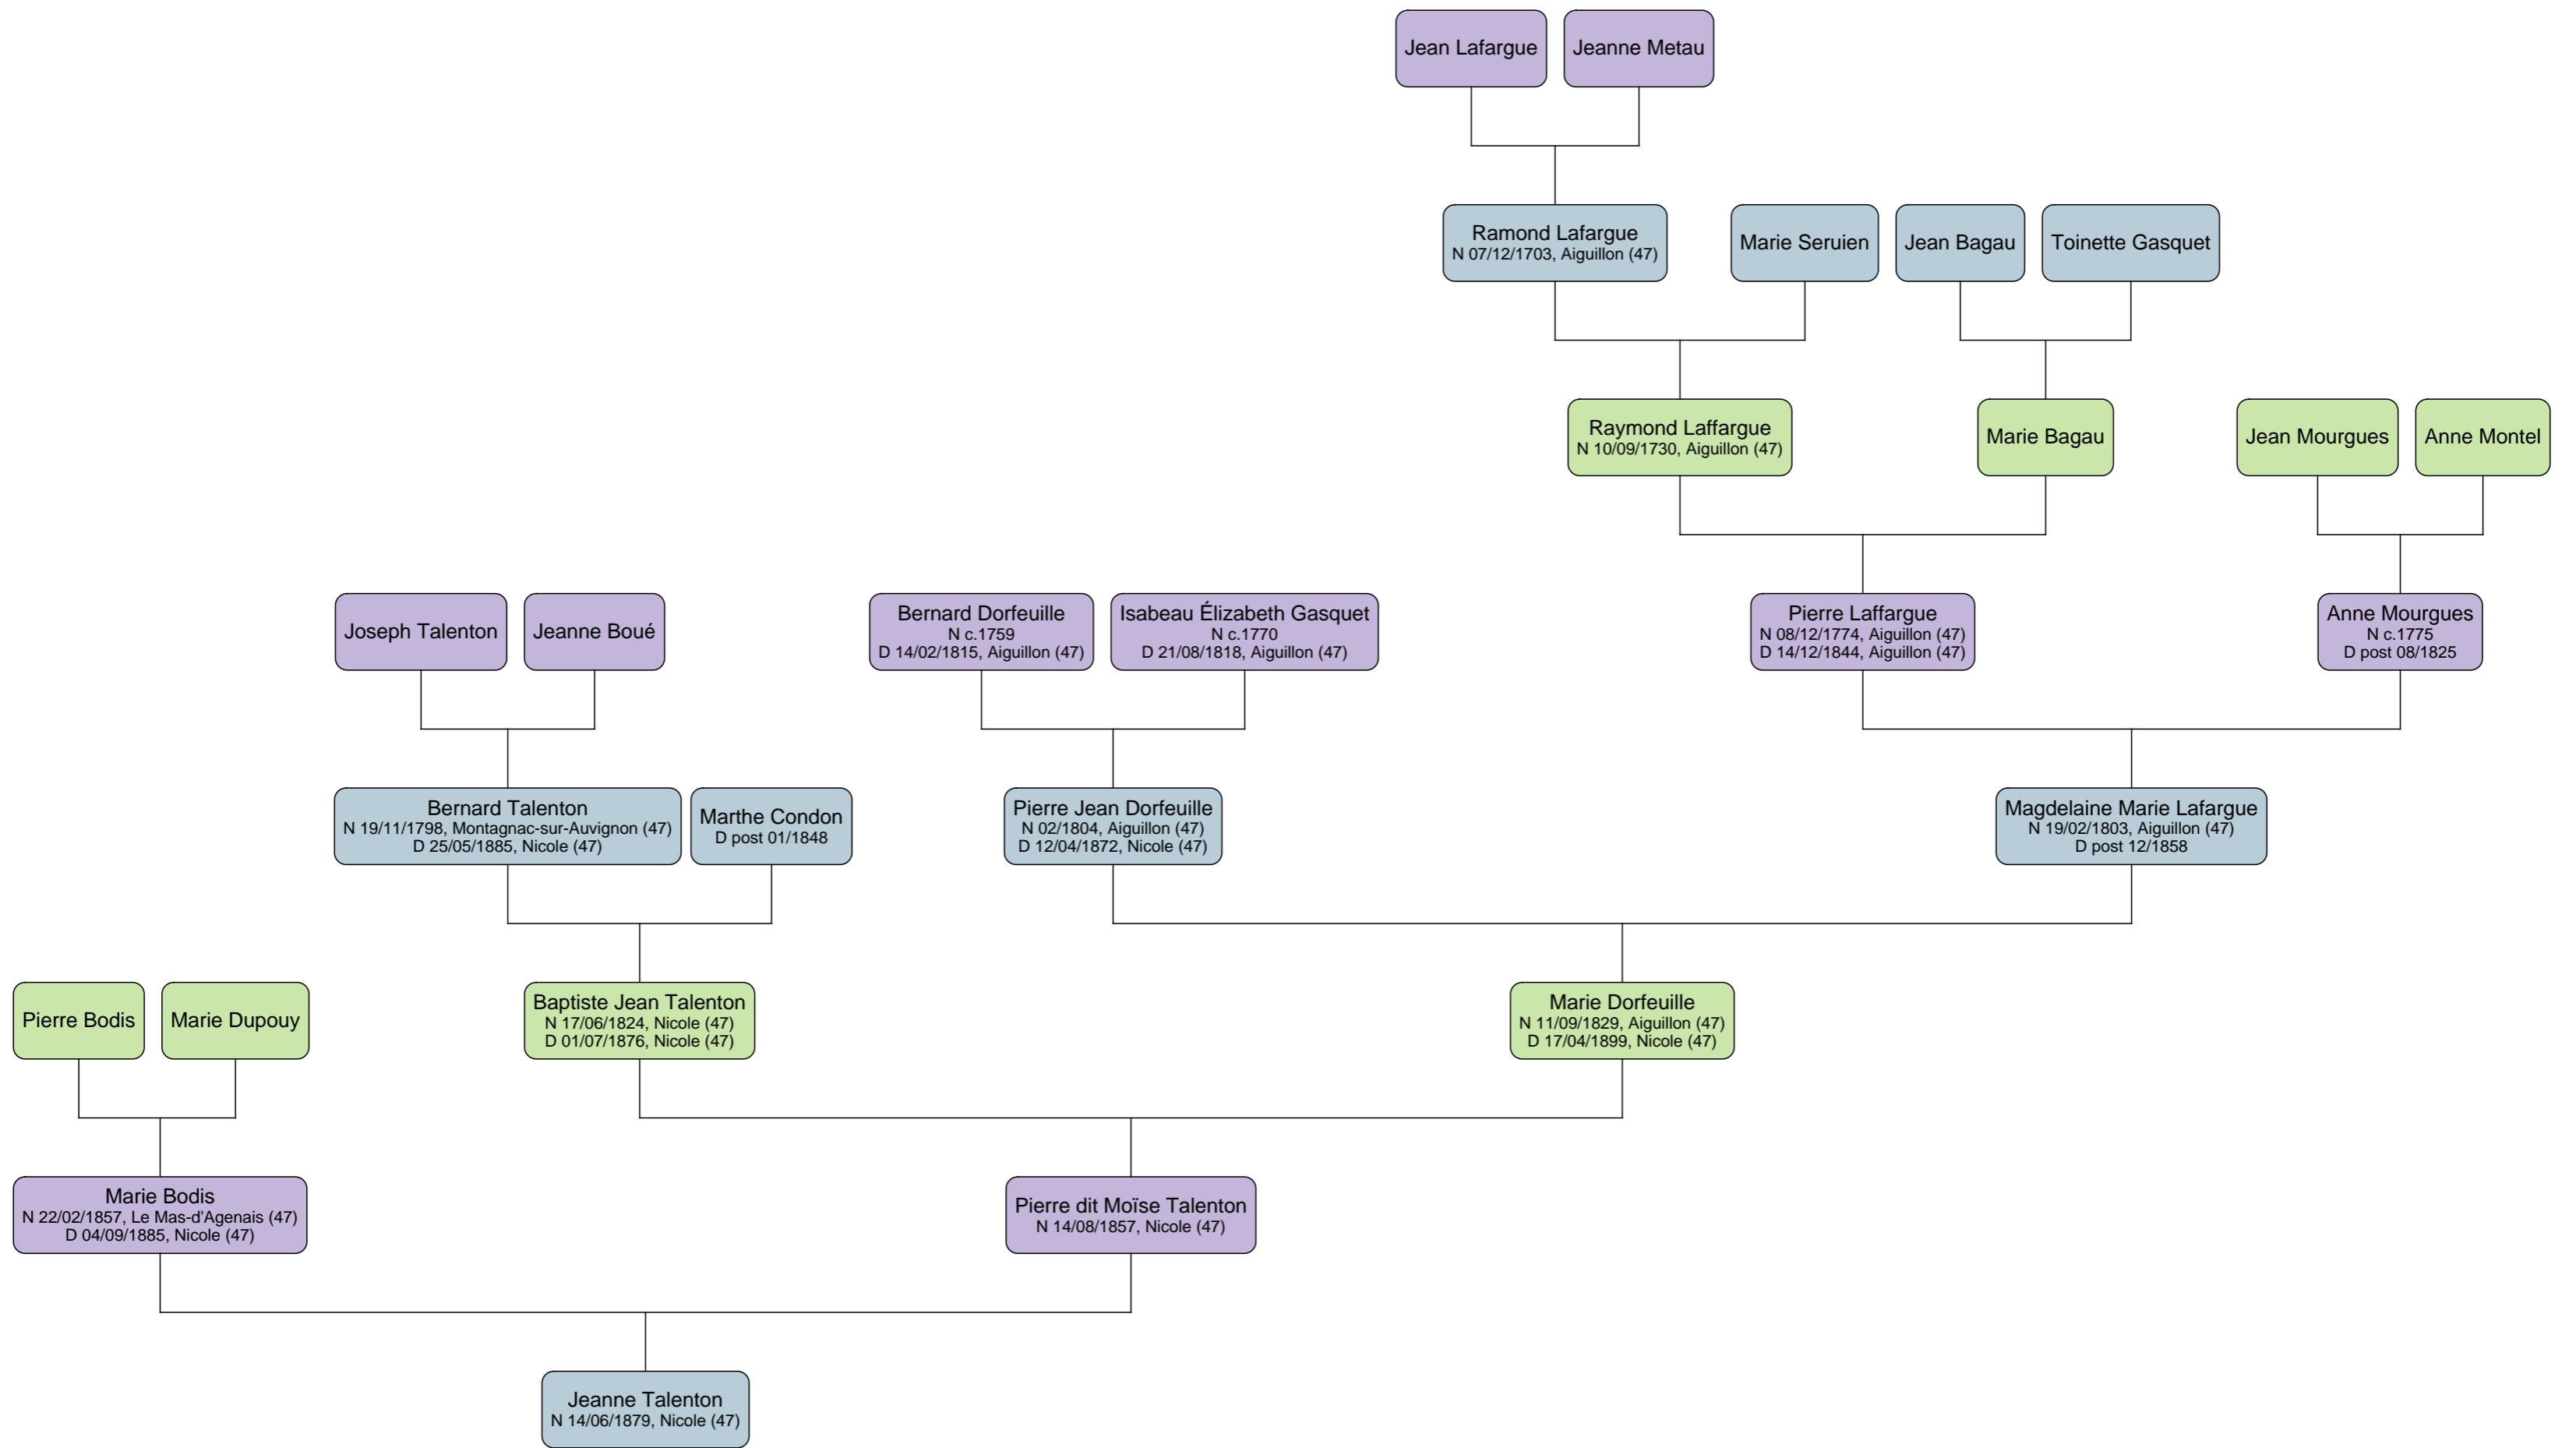 Jean Lafargue
Jeanne Metau
Ramond Lafargue
N 07/12/1703, Aiguillon (47)
Marie Seruien
Jean Bagau
Toinette Gasquet
Raymond Laffargue
N 10/09/1730, Aiguillon (47)
Marie Bagau
Jean Mourgues
Anne Montel
Joseph Talenton
Jeanne Boué
Bernard Dorfeuille
N c.1759
D 14/02/1815, Aiguillon (47)
Isabeau Élizabeth Gasquet
N c.1770
D 21/08/1818, Aiguillon (47)
Pierre Laffargue
N 08/12/1774, Aiguillon (47)
D 14/12/1844, Aiguillon (47)
Anne Mourgues
N c.1775
D post 08/1825
Bernard Talenton
N 19/11/1798, Montagnac-sur-Auvignon (47)
D 25/05/1885, Nicole (47)
Marthe Condon
D post 01/1848
Pierre Jean Dorfeuille
N 02/1804, Aiguillon (47)
D 12/04/1872, Nicole (47)
Magdelaine Marie Lafargue
N 19/02/1803, Aiguillon (47)
D post 12/1858
Pierre Bodis
Marie Dupouy
Baptiste Jean Talenton
N 17/06/1824, Nicole (47)
D 01/07/1876, Nicole (47)
Marie Dorfeuille
N 11/09/1829, Aiguillon (47)
D 17/04/1899, Nicole (47)
Marie Bodis
N 22/02/1857, Le Mas-d'Agenais (47)
D 04/09/1885, Nicole (47)
Pierre dit Moïse Talenton
N 14/08/1857, Nicole (47)
Jeanne Talenton
N 14/06/1879, Nicole (47)